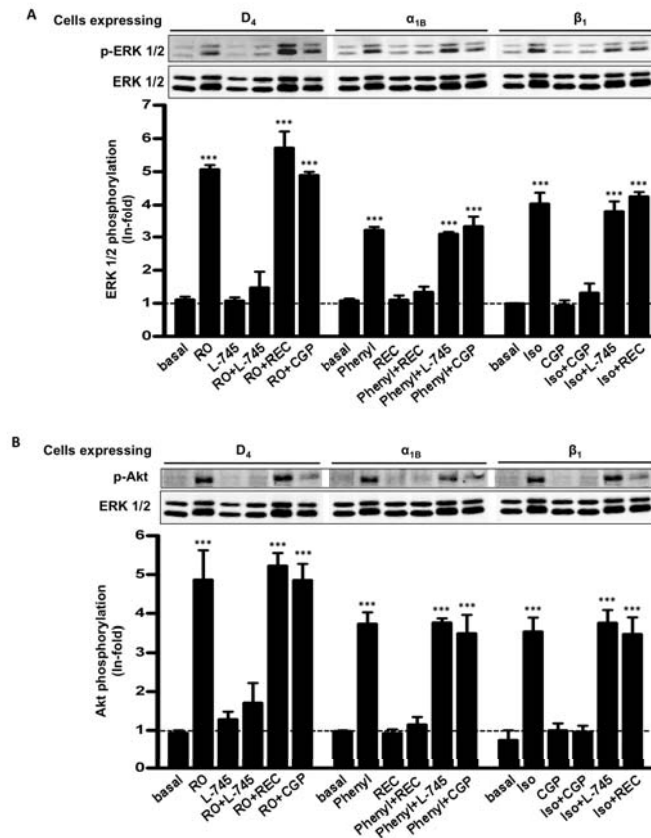 A
Cells expressing
D4 α1B β1
p-ERK 1/2
ERK 1/2
ERK 1/2 phosphorylation
(In-fold)
7
6
5
4
3
2
1
0
*** *** *** *** *** *** *** *** ***
basal RO L-745 RO+L-745 RO+REC RO+CGP basal Phenyl REC Phenyl+REC Phenyl+L-745 Phenyl+CGP basal Iso CGP Iso+CGP Iso+L-745 Iso+REC
B
Cells expressing
D4 α1B β1
p-Akt
ERK 1/2
Akt phosphorylation
(In-fold)
6
5
4
3
2
1
0
*** *** *** *** *** *** *** *** ***
basal RO L-745 RO+L-745 RO+REC RO+CGP basal Phenyl REC Phenyl+REC Phenyl+L-745 Phenyl+CGP basal Iso CGP Iso+CGP Iso+L-745 Iso+REC